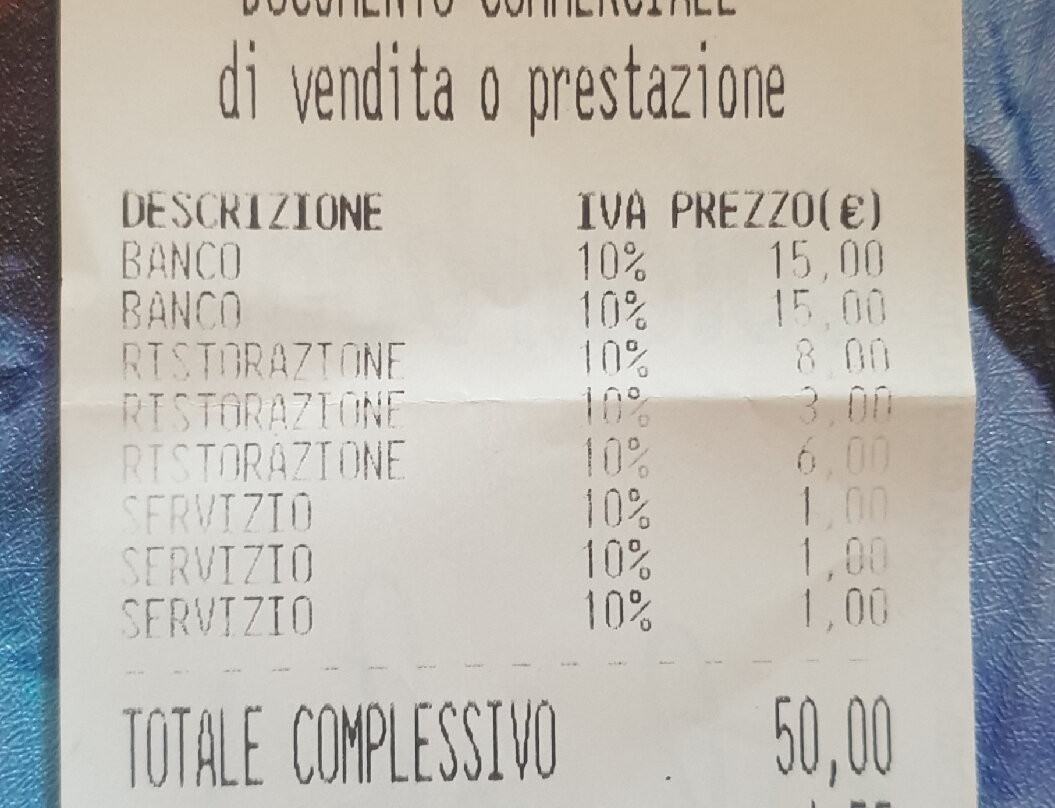 DOCUMENTO COMMERCIALE
di vendita o prestazione
DESCRIZIONE IVA PREZZO(€)
BANCO 10% 15,00
BANCO 10% 15,00
RISTORAZIONE 10% 8,00
RISTORAZIONE 10% 3,00
RISTORAZIONE 10% 6,00
SERVIZIO 10% 1,00
SERVIZIO 10% 1,00
SERVIZIO 10% 1,00
TOTALE COMPLESSIVO 50,00